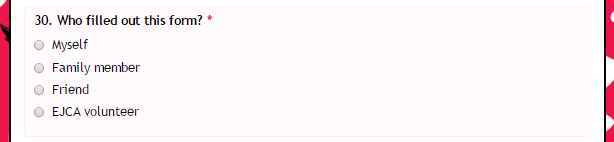 30. Who filled out this form? *
Myself
Family member
Friend
EJCA volunteer